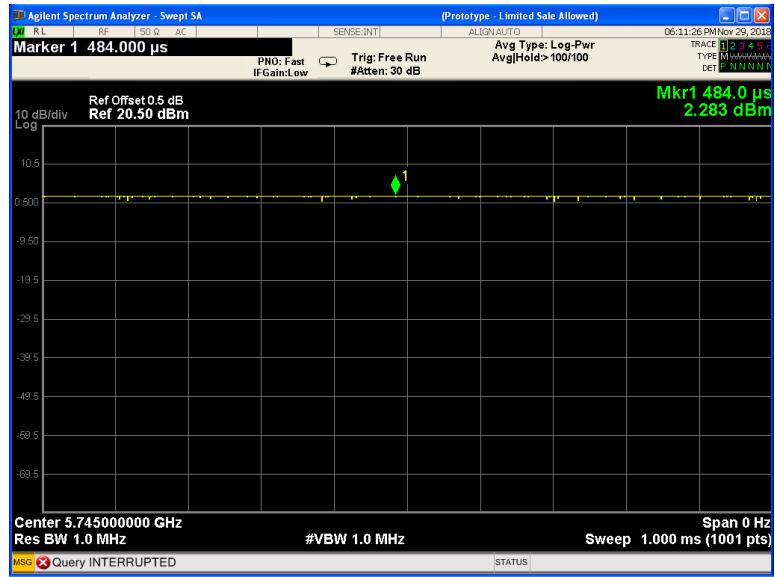 Agilent Spectrum Analyzer - Swept SA (Prototype - Limited Sale Allowed)
LXI RL RF 50 Ω AC SENSE:INT ALIGN AUTO 06:11:26 PM Nov 29, 2018
Marker 1 484.000 µs
PNO: Fast
IFGain:Low
Trig: Free Run
#Atten: 30 dB
Avg Type: Log-Pwr
Avg|Hold:>100/100
TRACE 1 2 3 4 5 6
TYPE M
DET P N N N N N
Mkr1 484.0 µs
2.283 dBm
Ref Offset 0.5 dB
10 dB/div Ref 20.50 dBm
Log
10.5
1
0.500
-9.50
-19.5
-29.5
-39.5
-49.5
-59.5
-69.5
Center 5.745000000 GHz Span 0 Hz
Res BW 1.0 MHz #VBW 1.0 MHz Sweep 1.000 ms (1001 pts)
MSG Query INTERRUPTED STATUS